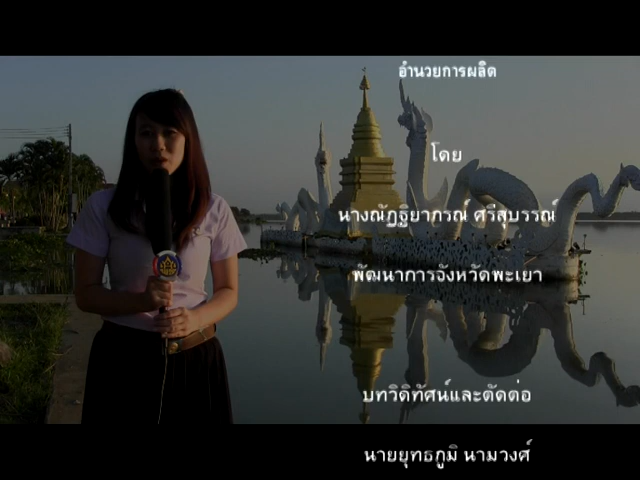 อำนวยการผลิต
โดย
นางณัฏฐิยาภรณ์ ศรีสุบรรณ์
พัฒนาการจังหวัดพะเยา
บทวิดิทัศน์และตัดต่อ
นายยุทธภูมิ นามวงศ์